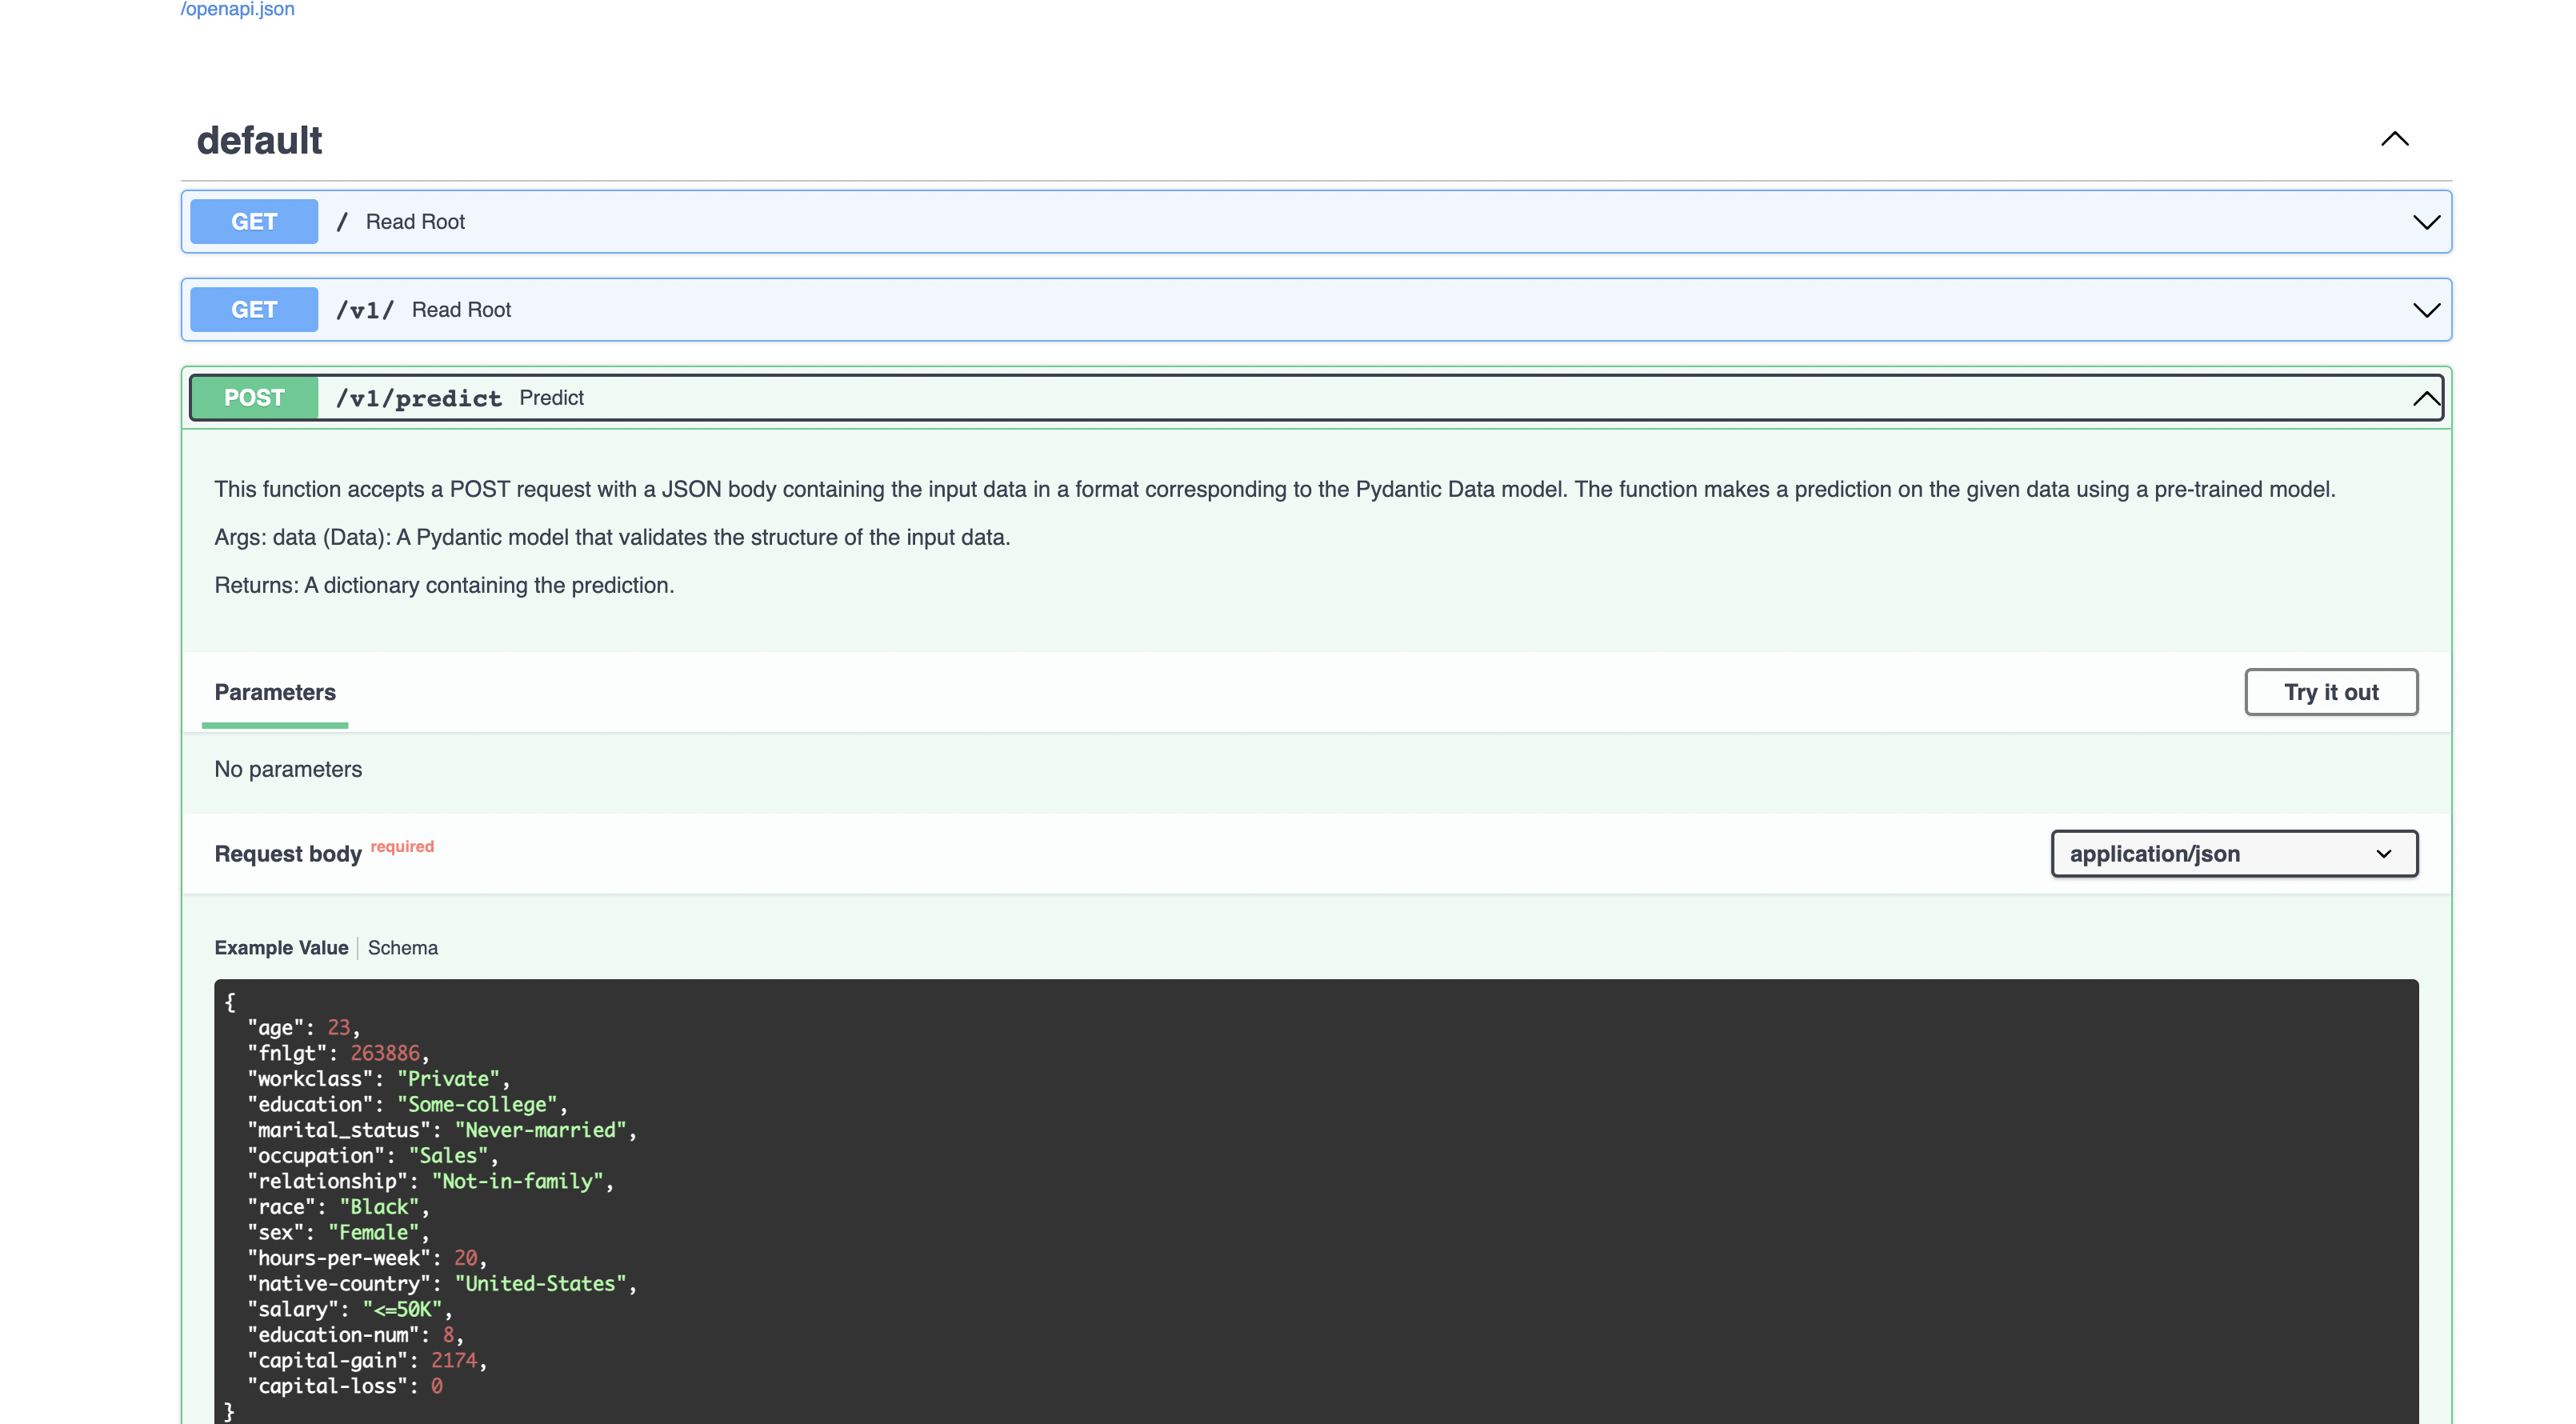 /openapi.json
default
GET / Read Root
GET /v1/ Read Root
POST /v1/predict Predict
This function accepts a POST request with a JSON body containing the input data in a format corresponding to the Pydantic Data model. The function makes a prediction on the given data using a pre-trained model.
Args: data (Data): A Pydantic model that validates the structure of the input data.
Returns: A dictionary containing the prediction.
Parameters Try it out
No parameters
Request body required application/json
Example Value Schema
{
"age": 23,
"fnlgt": 263886,
"workclass": "Private",
"education": "Some-college",
"marital_status": "Never-married",
"occupation": "Sales",
"relationship": "Not-in-family",
"race": "Black",
"sex": "Female",
"hours-per-week": 20,
"native-country": "United-States",
"salary": "<=50K",
"education-num": 8,
"capital-gain": 2174,
"capital-loss": 0
}